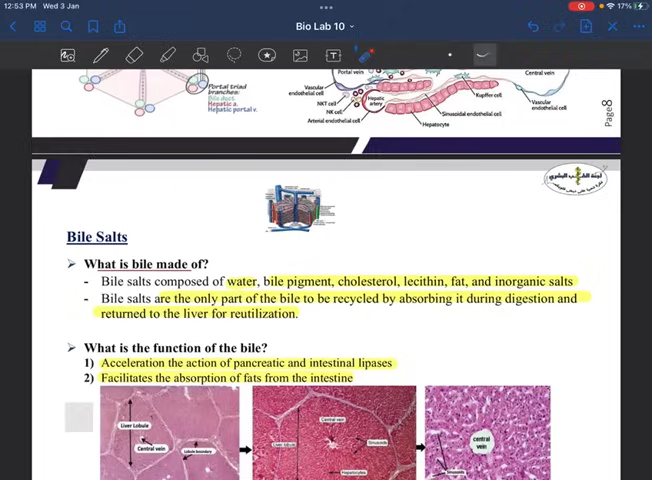 12:53 PM Wed 3 Jan
17%
Bio Lab 10
Portal triad
branches:
Bile duct
Hepatic a.
Hepatic portal v.
Portal vein
Vascular
endothelial cell
NKT cell
NK cell
Arterial endothelial cell
Hepatic
artery
Hepatocyte
Sinusoidal endothelial cell
Kupffer cell
Central vein
Vascular
endothelial cell
Page8
لجنة الطب البشري
Bile Salts
What is bile made of?
- Bile salts composed of water, bile pigment, cholesterol, lecithin, fat, and inorganic salts
- Bile salts are the only part of the bile to be recycled by absorbing it during digestion and
returned to the liver for reutilization.
What is the function of the bile?
1) Acceleration the action of pancreatic and intestinal lipases
2) Facilitates the absorption of fats from the intestine
Liver Lobule
Central vein
lobule boundary
Central vein
Liver lobule
Sinusoids
Hepatocytes
central
vein
Sinusoids